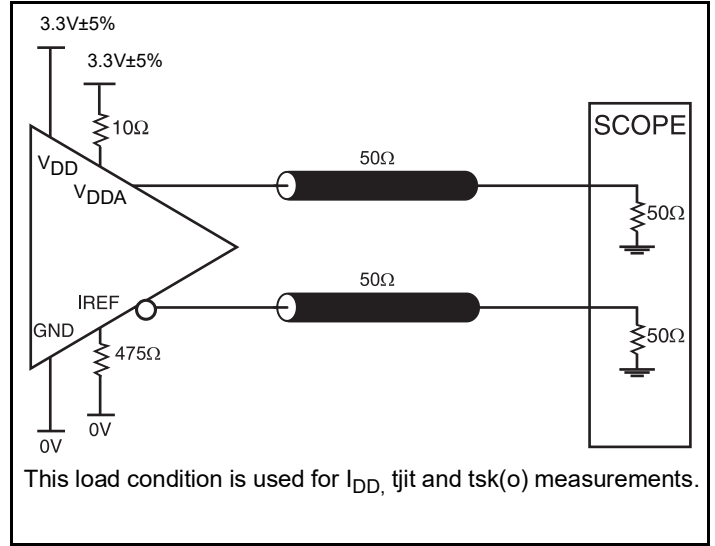 3.3V±5%
3.3V±5%
10Ω
SCOPE
50Ω
VDD
VDDA
50Ω
50Ω
IREF
GND
50Ω
475Ω
0V
0V
This load condition is used for IDD, tjit and tsk(o) measurements.